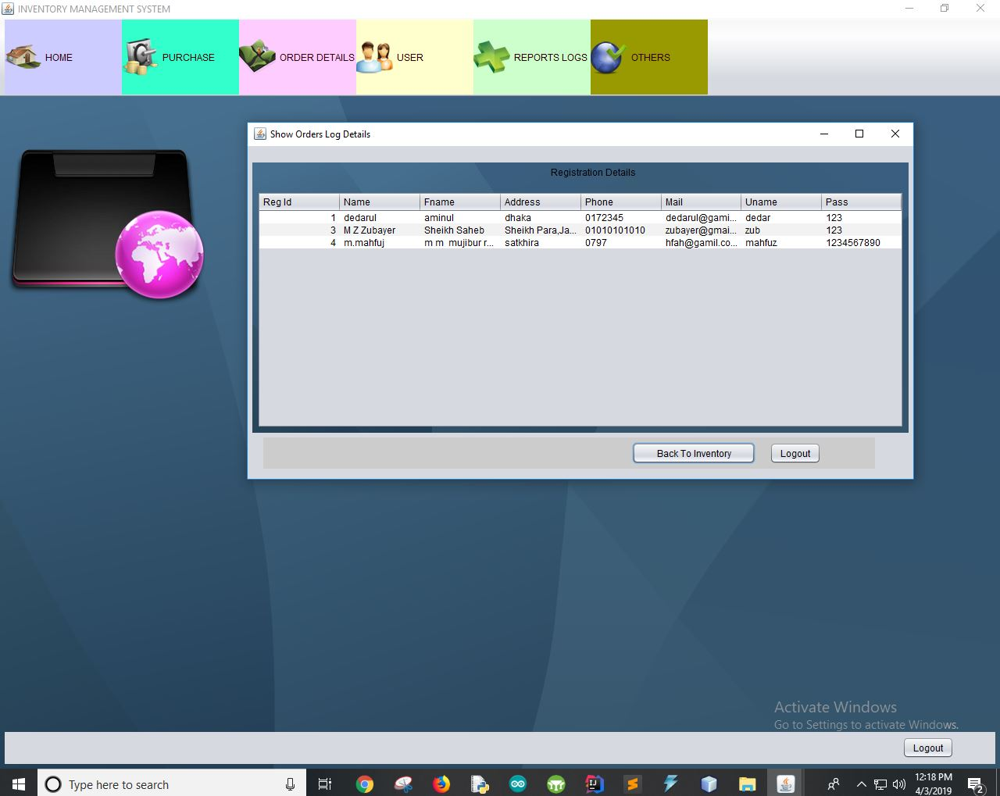 INVENTORY MANAGEMENT SYSTEM
HOME PURCHASE ORDER DETAILS USER REPORTS LOGS OTHERS
Show Orders Log Details
Registration Details
Reg Id Name Fname Address Phone Mail Uname Pass
1 dedarul aminul dhaka 0172345 dedarul@gami... dedar 123
3 M Z Zubayer Sheikh Saheb Sheikh Para,Ja... 01010101010 zubayer@gmai... zub 123
4 m.mahfuj m m mujibur r... satkhira 0797 hfah@gamil.co... mahfuz 1234567890
Back To Inventory Logout
Activate Windows
Go to Settings to activate Windows.
Logout
Type here to search
12:18 PM
4/3/2019
2